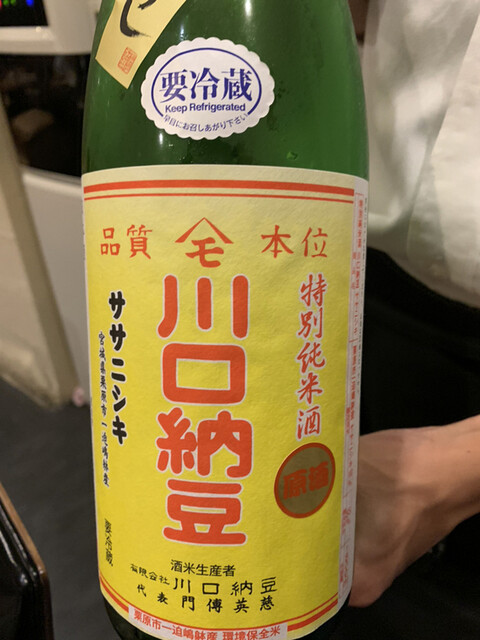 要冷蔵
Keep Refrigerated
早目にお召しあがり下さい
品質 モ 本位
特別純米酒
原酒
川口納豆
ササニシキ
宮城県栗原市一迫嶋躰産
要冷蔵
酒米生産者
有限会社 川口納豆
代表 門傳英慈
栗原市一迫嶋躰産 環境保全米